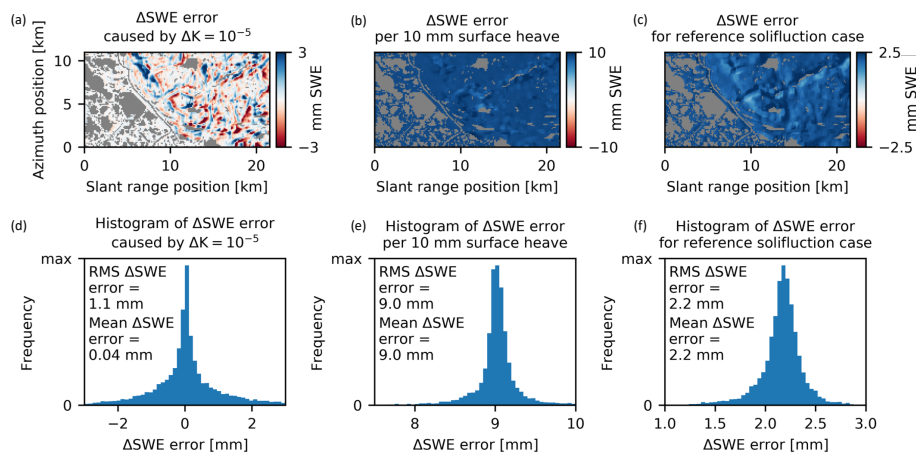 (a)
ΔSWE error
caused by ΔK = 10⁻⁵
Azimuth position [km]
10
5
0
0
10
20
Slant range position [km]
3
−3
mm SWE
(b)
ΔSWE error
per 10 mm surface heave
0
10
20
Slant range position [km]
10
−10
mm SWE
(c)
ΔSWE error
for reference solifluction case
0
10
20
Slant range position [km]
2.5
−2.5
mm SWE
(d)
Histogram of ΔSWE error
caused by ΔK = 10⁻⁵
max
0
Frequency
RMS ΔSWE
error =
1.1 mm
Mean ΔSWE
error =
0.04 mm
−2
0
2
ΔSWE error [mm]
(e)
Histogram of ΔSWE error
per 10 mm surface heave
max
0
Frequency
RMS ΔSWE
error =
9.0 mm
Mean ΔSWE
error =
9.0 mm
8
9
10
ΔSWE error [mm]
(f)
Histogram of ΔSWE error
for reference solifluction case
max
0
Frequency
RMS ΔSWE
error =
2.2 mm
Mean ΔSWE
error =
2.2 mm
1.0
1.5
2.0
2.5
3.0
ΔSWE error [mm]